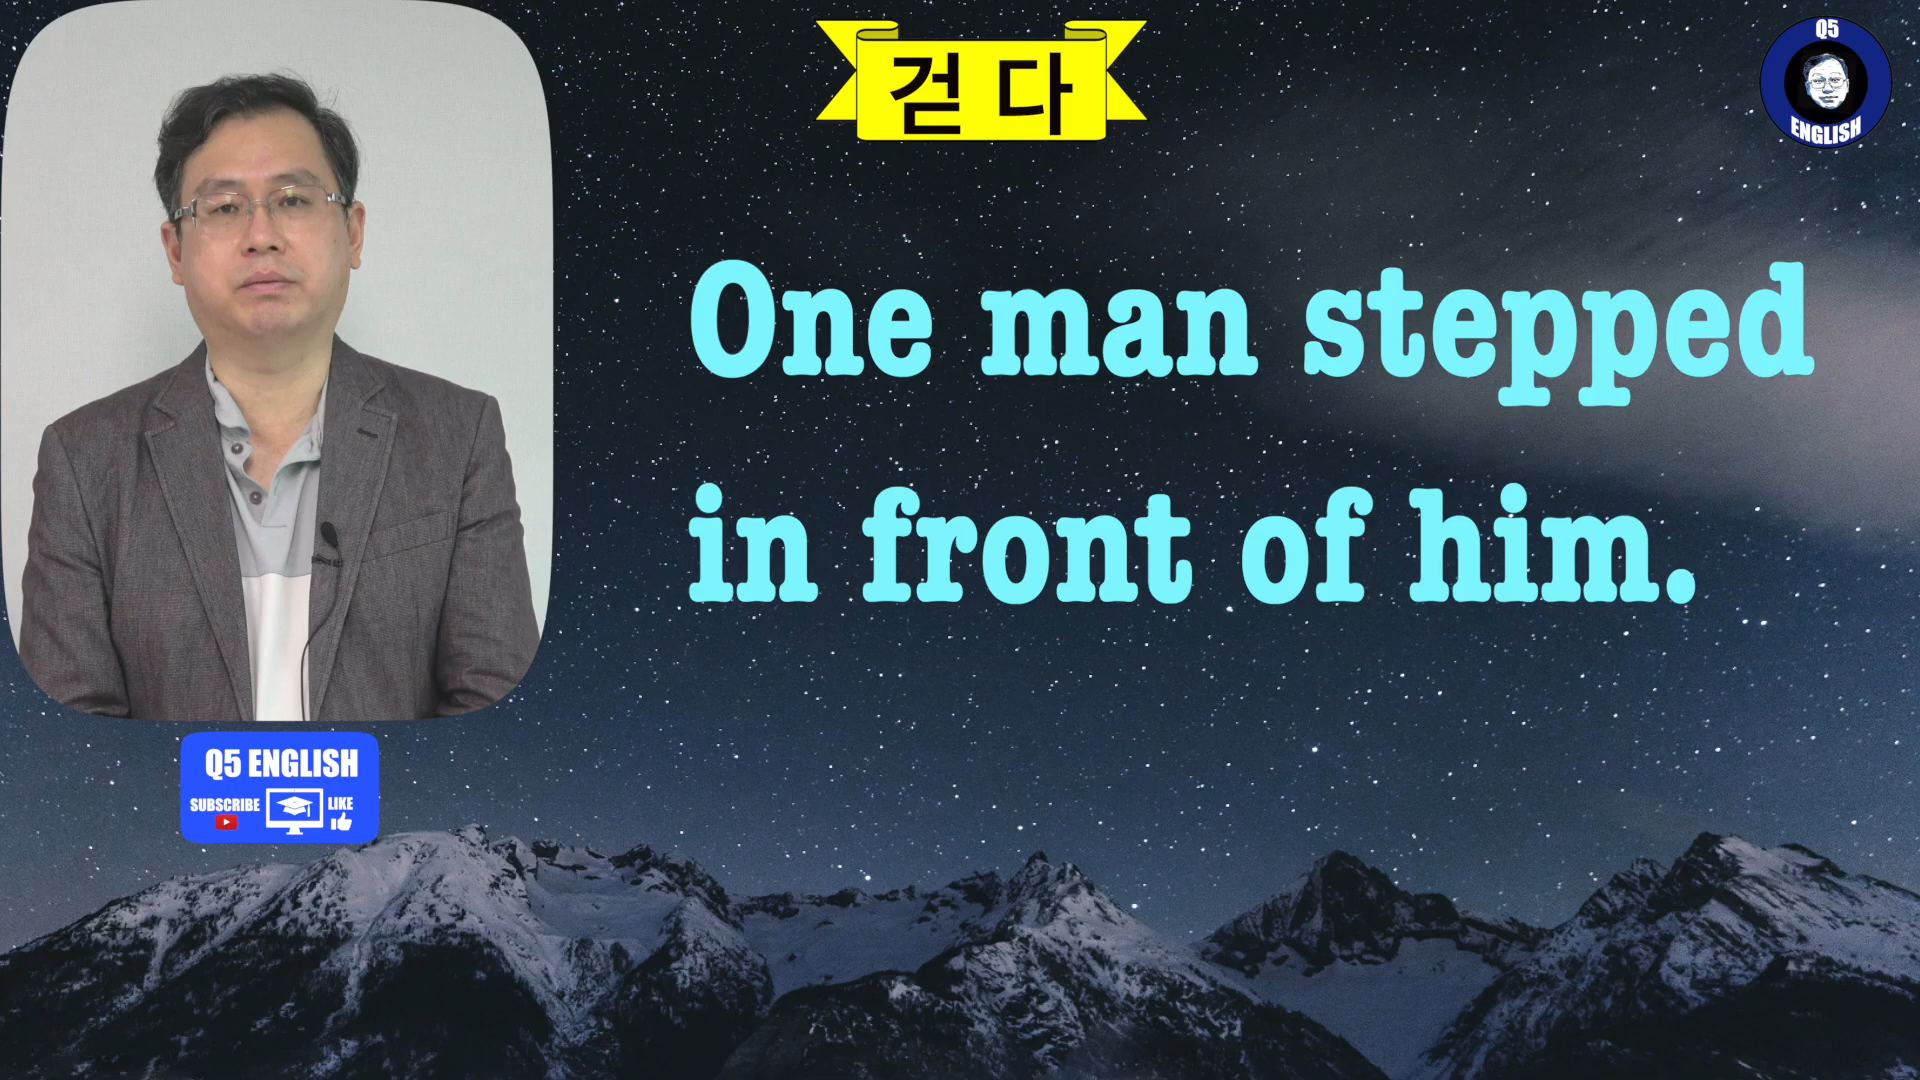 걷다
Q5
ENGLISH
One man stepped
in front of him.
Q5 ENGLISH
SUBSCRIBE
LIKE